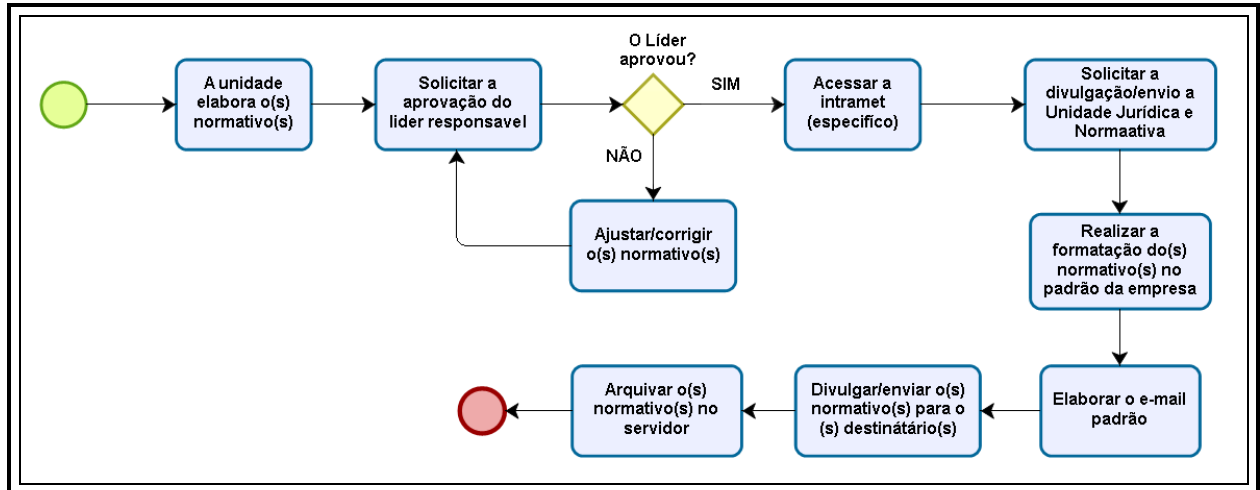 A unidade
elabora o(s)
normativo(s)
Solicitar a
aprovação do
lider responsavel
O Líder
aprovou?
SIM
NÃO
Ajustar/corrigir
o(s) normativo(s)
Acessar a
intramet
(especifico)
Solicitar a
divulgação/envio a
Unidade Jurídica e
Normaativa
Realizar a
formatação do(s)
normativo(s) no
padrão da empresa
Elaborar o e-mail
padrão
Divulgar/enviar o(s)
normativo(s) para o
(s) destinátário(s)
Arquivar o(s)
normativo(s) no
servidor